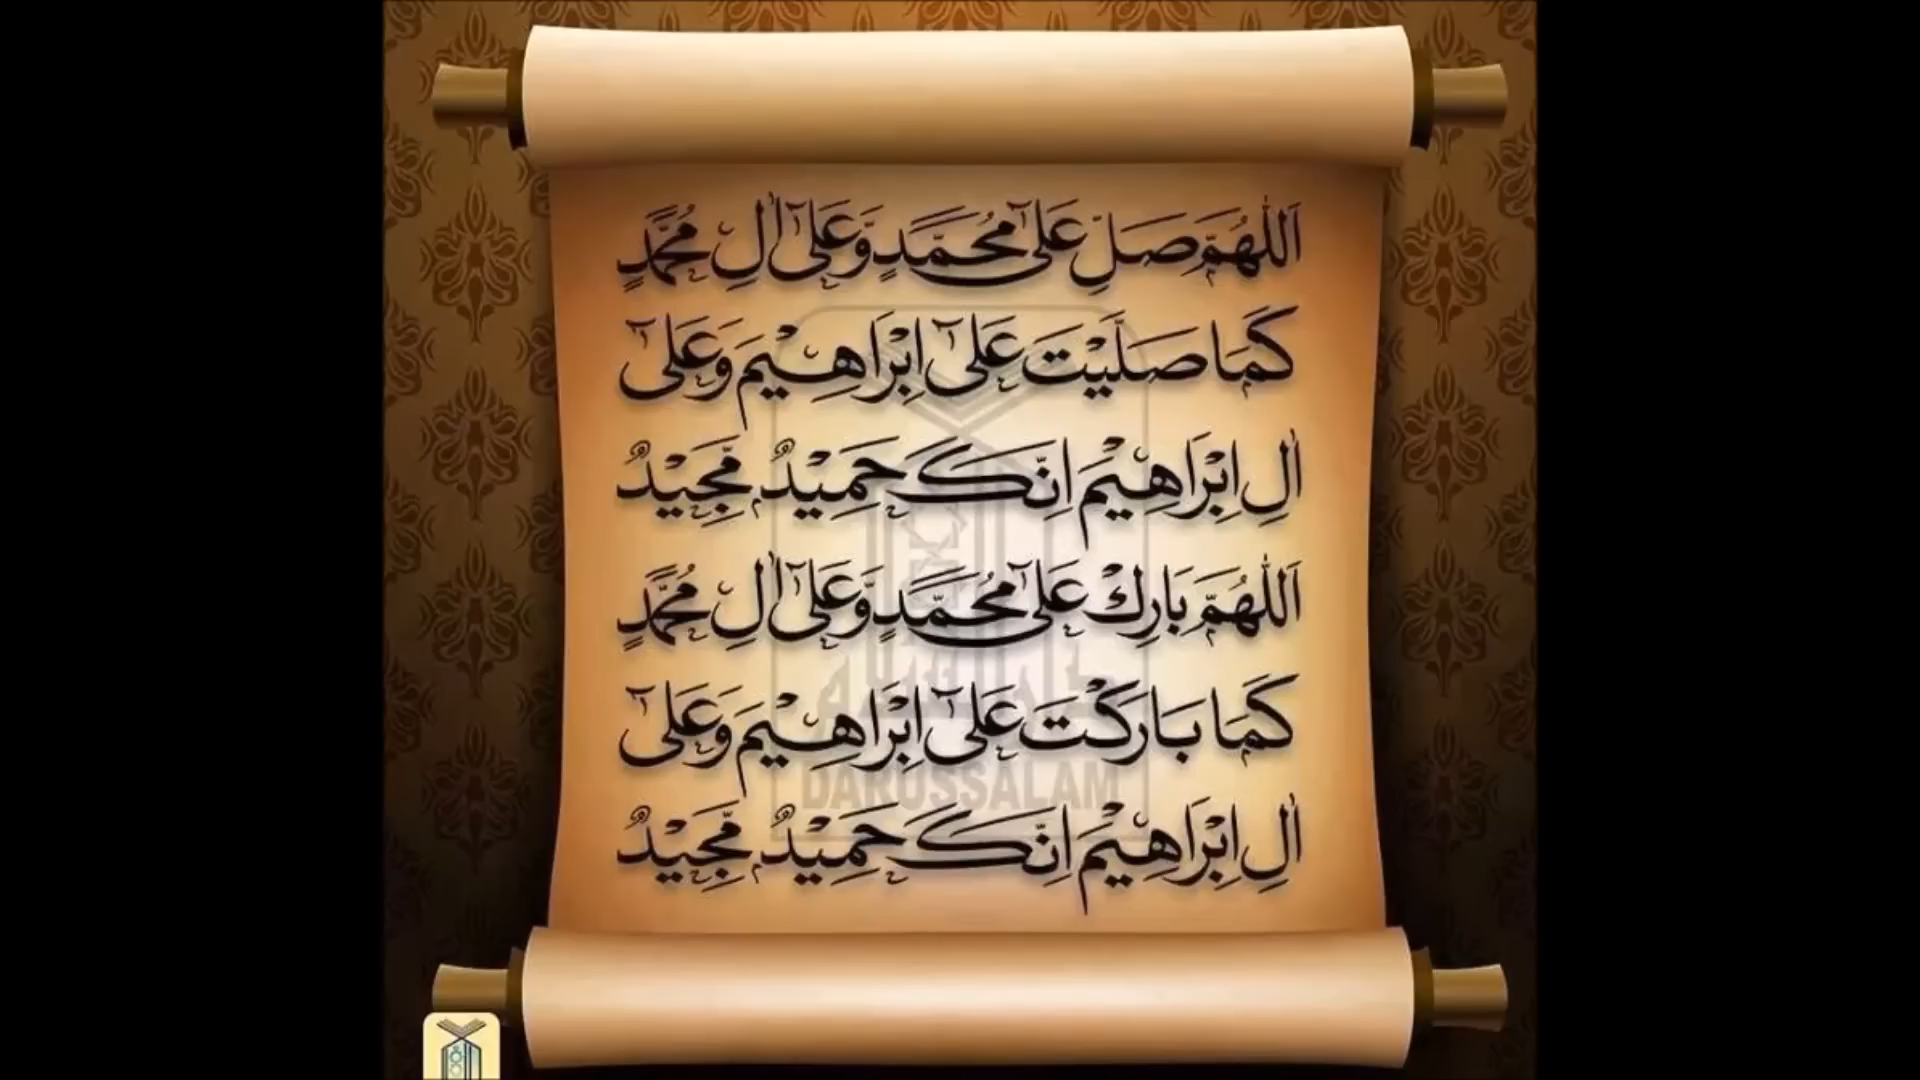 اَللّٰهُمَّ صَلِّ عَلٰى مُحَمَّدٍ وَّعَلٰٓى اٰلِ مُحَمَّدٍ
كَمَا صَلَّيْتَ عَلٰٓى اِبْرَاهِيْمَ وَعَلٰٓى
اٰلِ اِبْرَاهِيْمَ اِنَّكَ حَمِيْدٌ مَّجِيْدٌ
اَللّٰهُمَّ بَارِكْ عَلٰى مُحَمَّدٍ وَّعَلٰٓى اٰلِ مُحَمَّدٍ
كَمَا بَارَكْتَ عَلٰٓى اِبْرَاهِيْمَ وَعَلٰٓى
DARUSSALAM
اٰلِ اِبْرَاهِيْمَ اِنَّكَ حَمِيْدٌ مَّجِيْدٌ